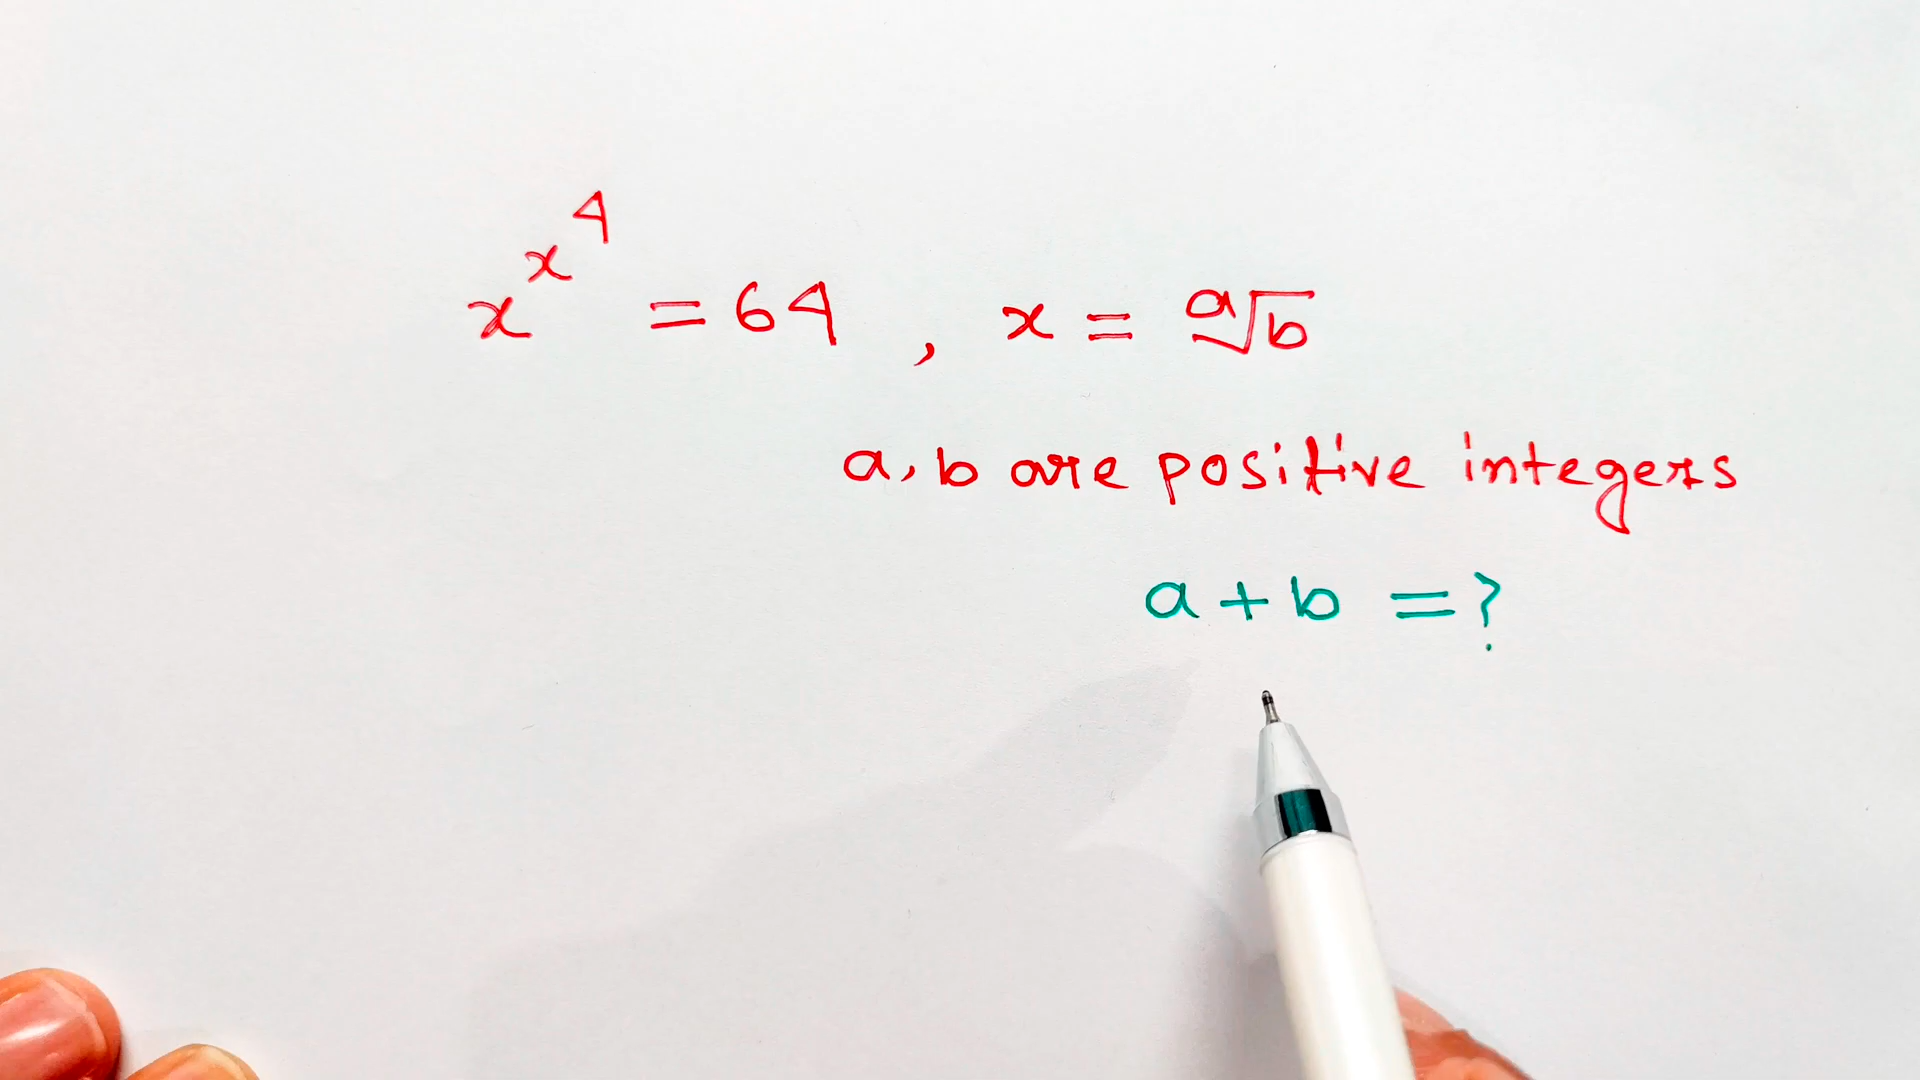 x^x^4 = 64 , x = ᵃ√b
a, b are positive integers
a + b = ?